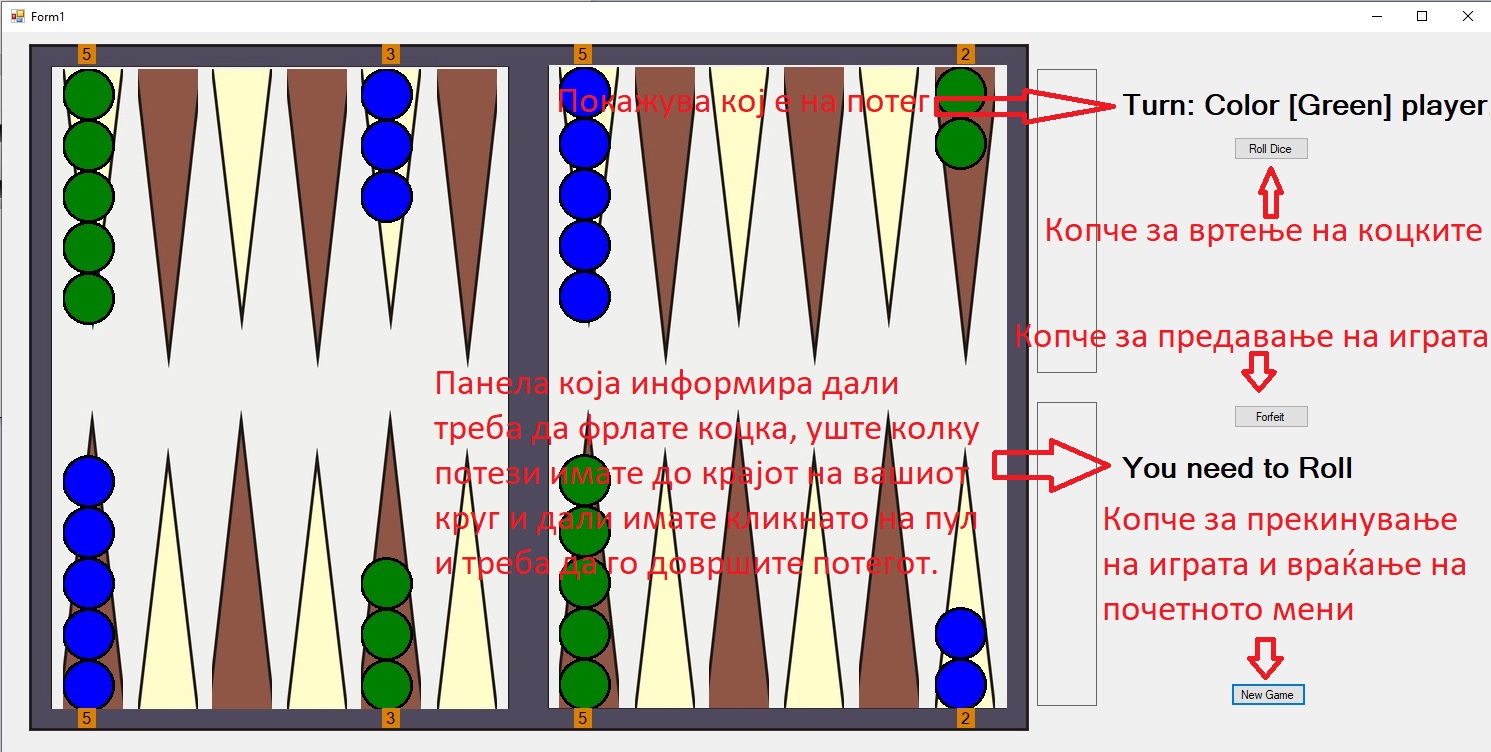 Form1
5 3 5 2
Покажува кој е на потег
Turn: Color [Green] player
Roll Dice
Копче за вртење на коцките
Копче за предавање на играта
Forfeit
Панела која информира дали
треба да фрлате коцка, уште колку
потези имате до крајот на вашиот
круг и дали имате кликнато на пул
и треба да го довршите потегот.
You need to Roll
Копче за прекинување
на играта и враќање на
почетното мени
New Game
5 3 5 2